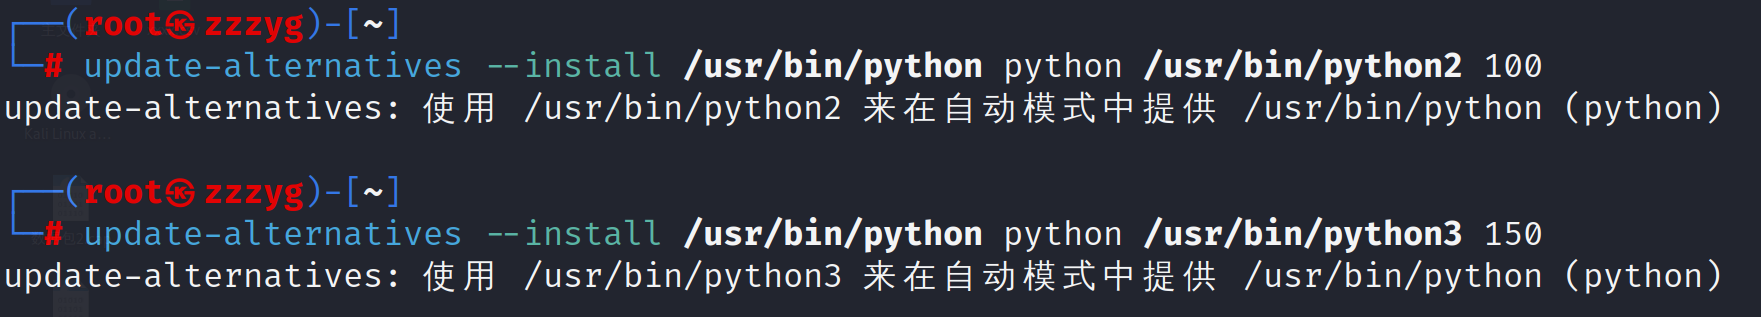 ┌──(root㉿zzzyg)-[~]
└─# update-alternatives --install /usr/bin/python python /usr/bin/python2 100
update-alternatives: 使用 /usr/bin/python2 来在自动模式中提供 /usr/bin/python (python)
┌──(root㉿zzzyg)-[~]
└─# update-alternatives --install /usr/bin/python python /usr/bin/python3 150
update-alternatives: 使用 /usr/bin/python3 来在自动模式中提供 /usr/bin/python (python)
Kali Linux a...